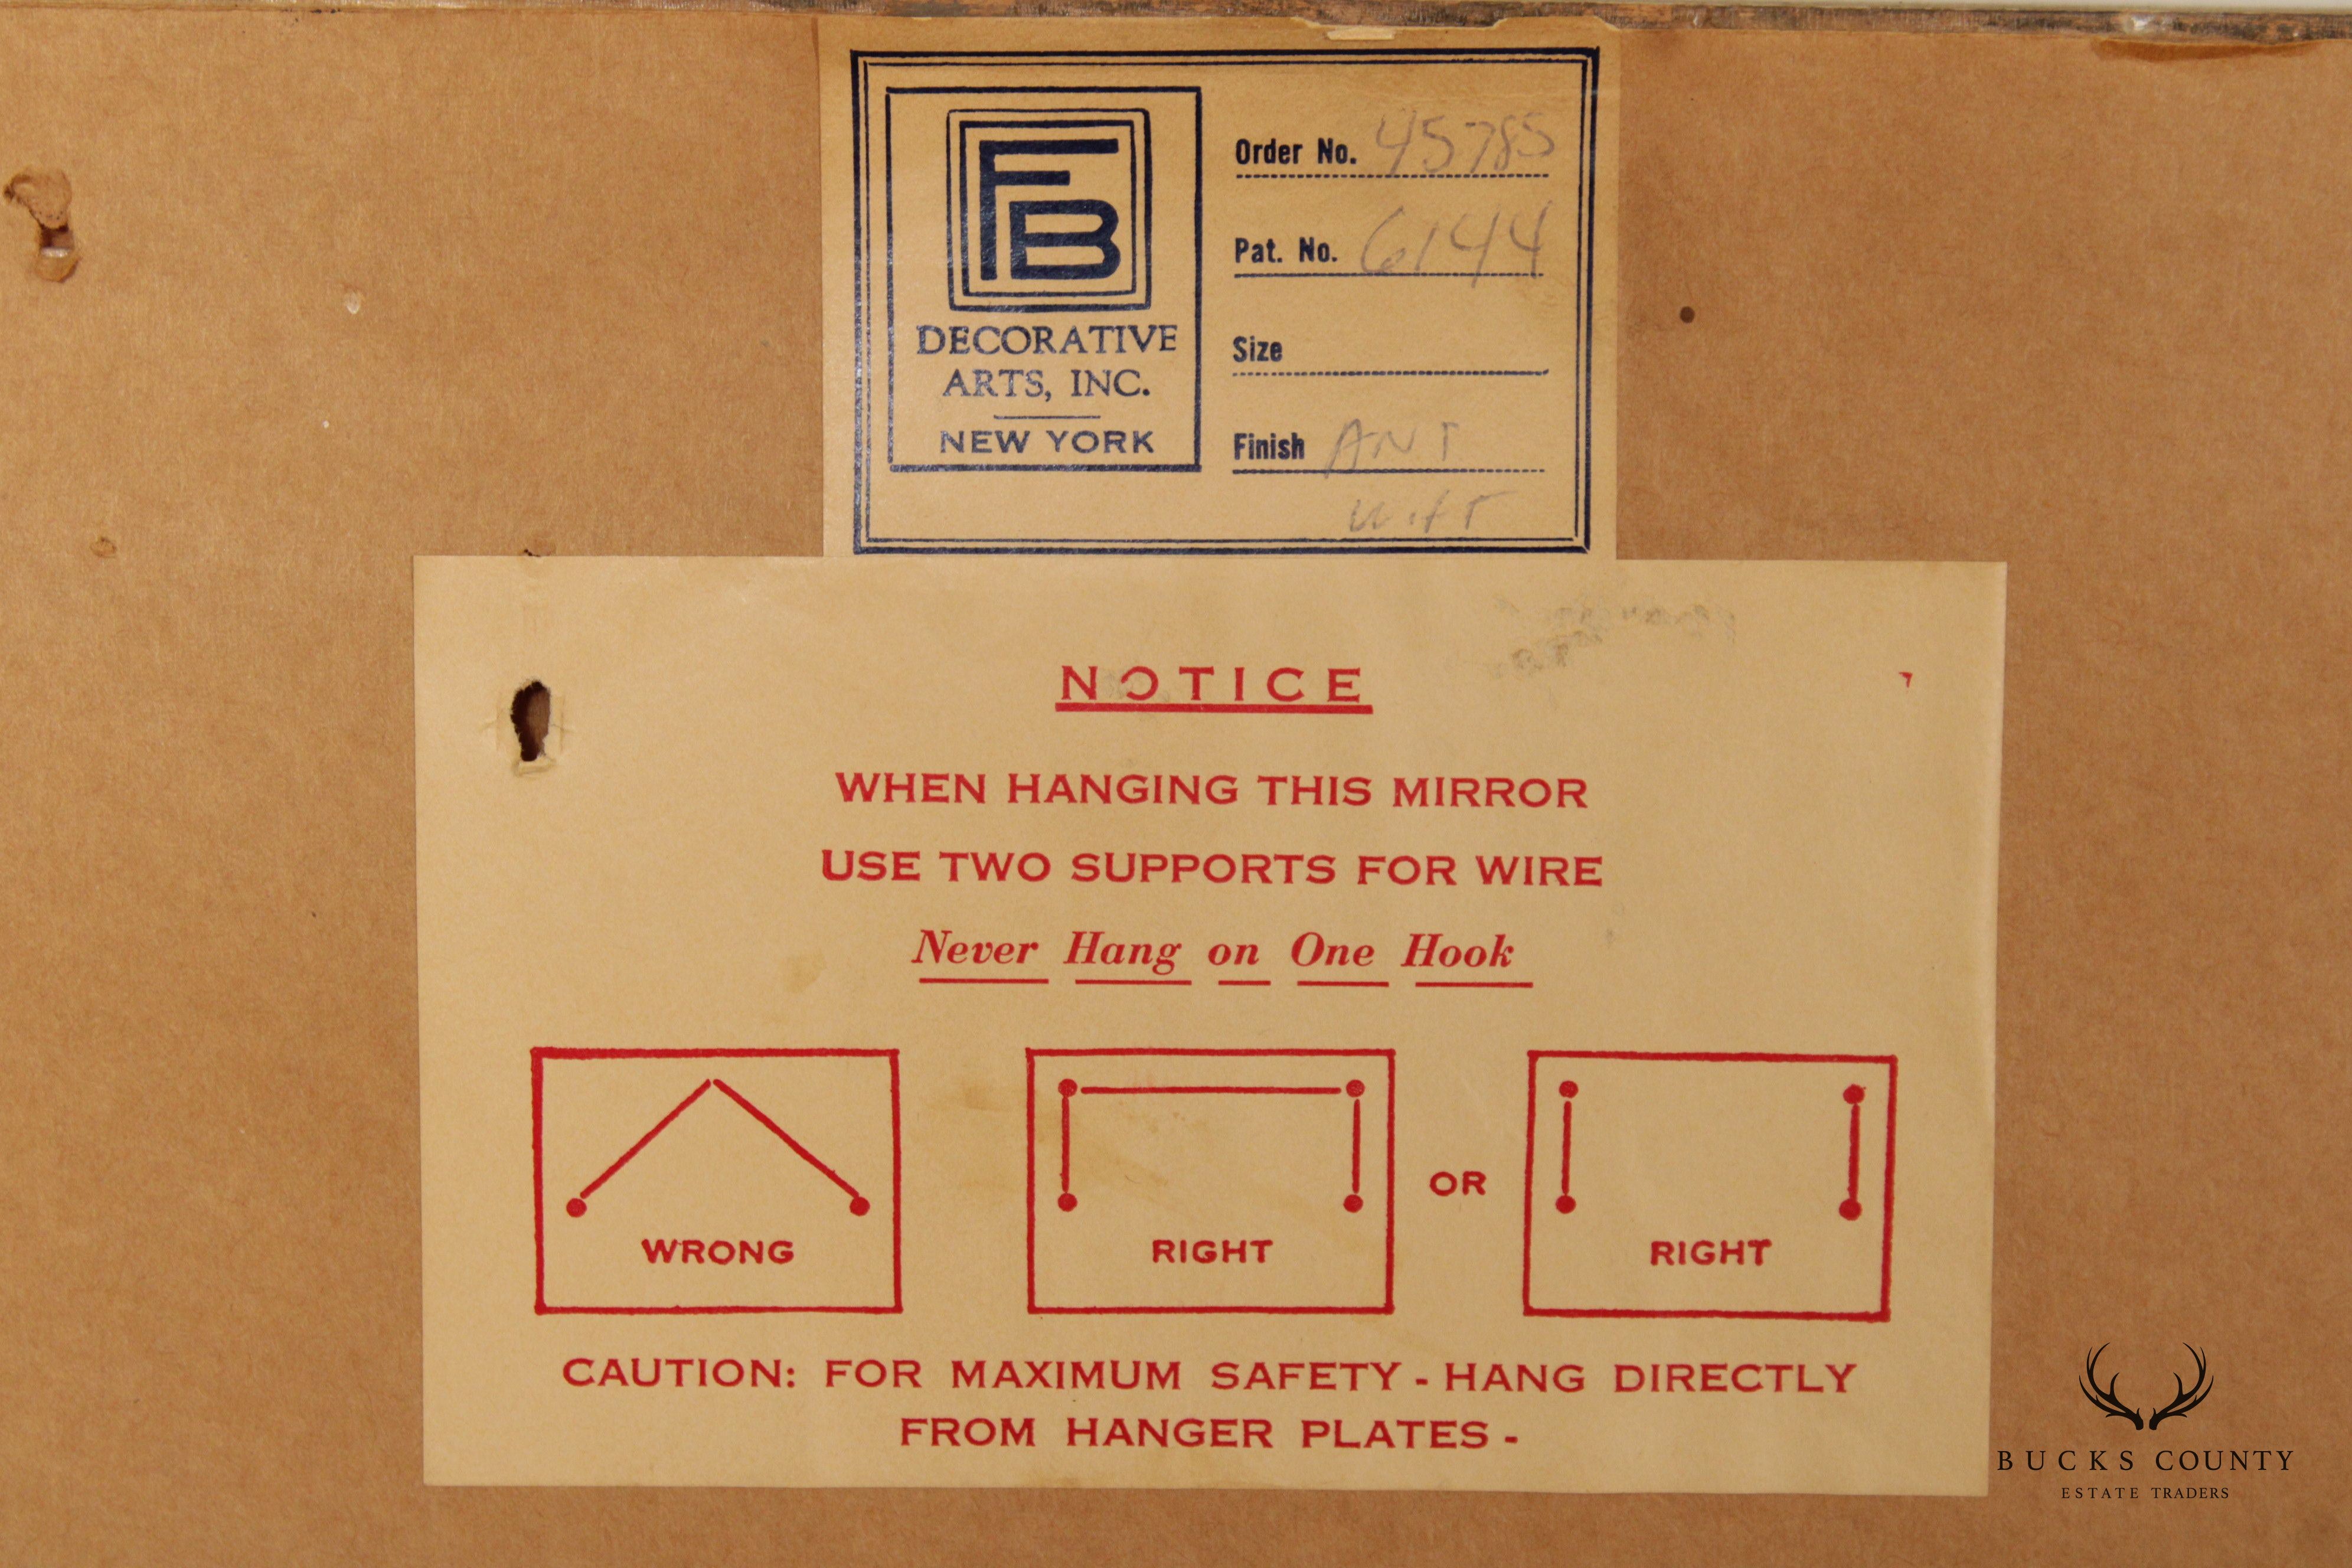 FB
DECORATIVE
ARTS, INC.
NEW YORK
Order No. 45785
Pat. No. 6144
Size
Finish ANT
NOTICE
WHEN HANGING THIS MIRROR
USE TWO SUPPORTS FOR WIRE
Never Hang on One Hook
WRONG
RIGHT
OR
RIGHT
CAUTION: FOR MAXIMUM SAFETY - HANG DIRECTLY
FROM HANGER PLATES -
BUCKS COUNTY
ESTATE TRADERS